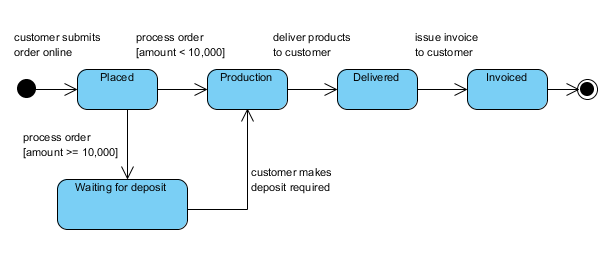 customer submits
order online
process order
[amount < 10,000]
deliver products
to customer
issue invoice
to customer
Placed
Production
Delivered
Invoiced
process order
[amount >= 10,000]
customer makes
deposit required
Waiting for deposit